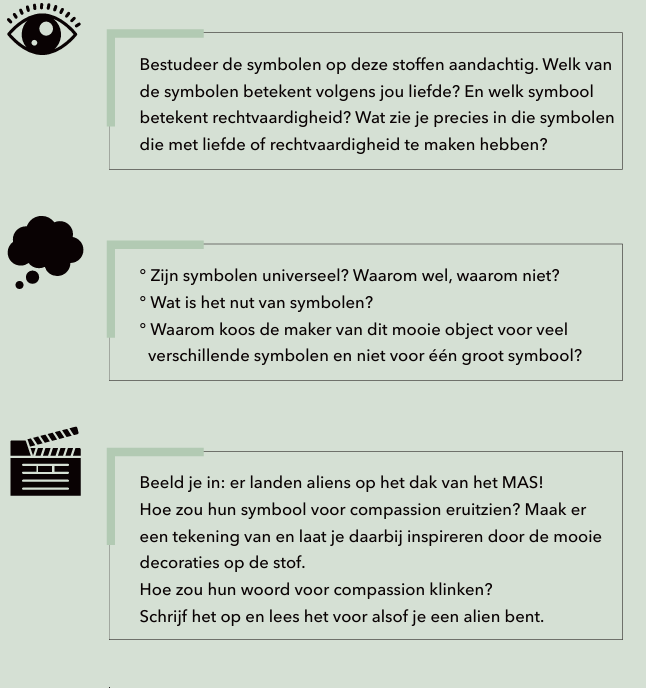 Bestudeer de symbolen op deze stoffen aandachtig. Welk van
de symbolen betekent volgens jou liefde? En welk symbool
betekent rechtvaardigheid? Wat zie je precies in die symbolen
die met liefde of rechtvaardigheid te maken hebben?
° Zijn symbolen universeel? Waarom wel, waarom niet?
° Wat is het nut van symbolen?
° Waarom koos de maker van dit mooie object voor veel
verschillende symbolen en niet voor één groot symbool?
Beeld je in: er landen aliens op het dak van het MAS!
Hoe zou hun symbool voor compassion eruitzien? Maak er
een tekening van en laat je daarbij inspireren door de mooie
decoraties op de stof.
Hoe zou hun woord voor compassion klinken?
Schrijf het op en lees het voor alsof je een alien bent.